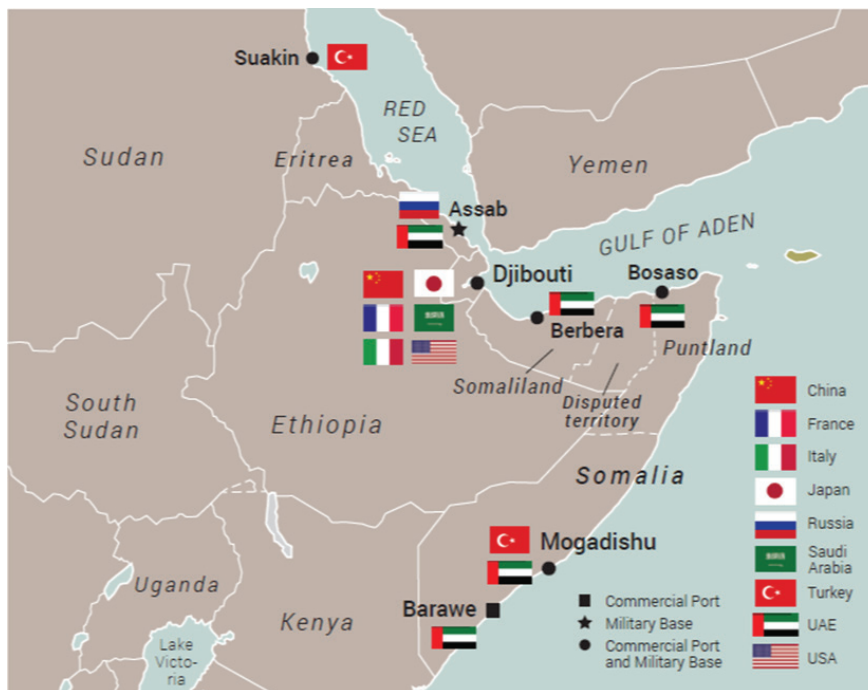 Suakin
RED
SEA
Sudan
Eritrea
Yemen
Assab
GULF OF ADEN
Djibouti
Bosaso
Berbera
Puntland
Somaliland
Disputed
territory
South
Sudan
Ethiopia
Somalia
Mogadishu
Uganda
Barawe
Kenya
Lake
Victo-
ria
Commercial Port
Military Base
Commercial Port
and Military Base
China
France
Italy
Japan
Russia
Saudi
Arabia
Turkey
UAE
USA